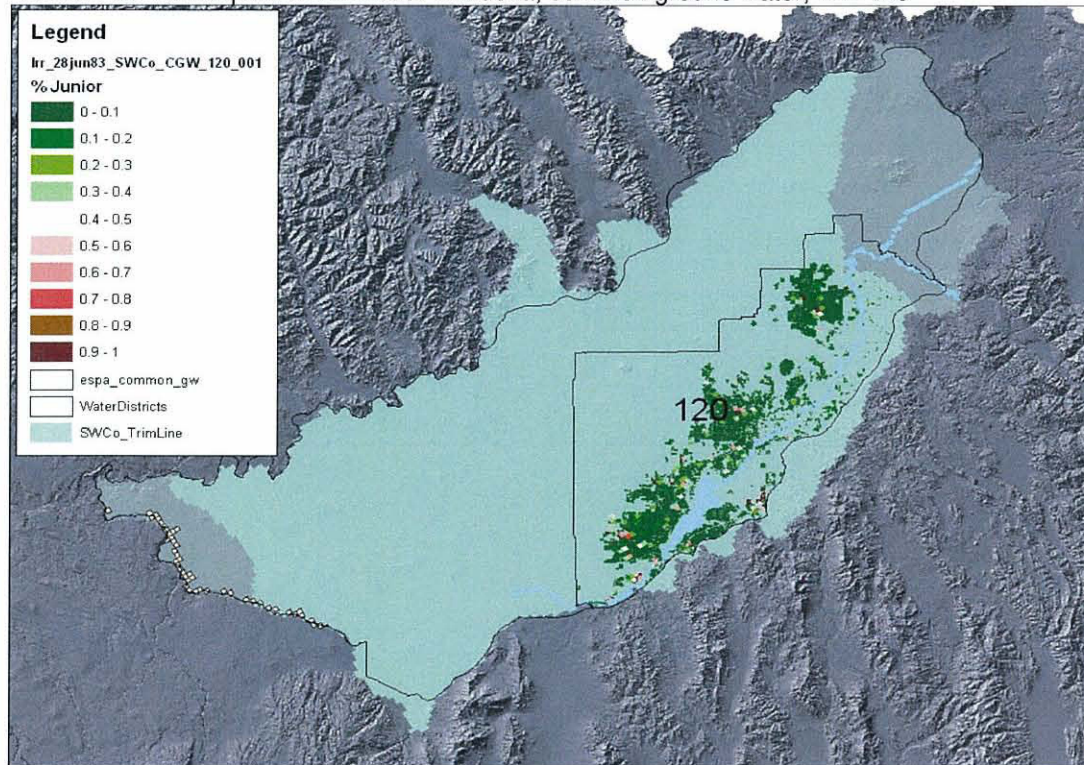 Legend
Irr_28jun83_SWCo_CGW_120_001
% Junior
0 - 0.1
0.1 - 0.2
0.2 - 0.3
0.3 - 0.4
0.4 - 0.5
0.5 - 0.6
0.6 - 0.7
0.7 - 0.8
0.8 - 0.9
0.9 - 1
espa_common_gw
WaterDistricts
SWCo_TrimLine
120